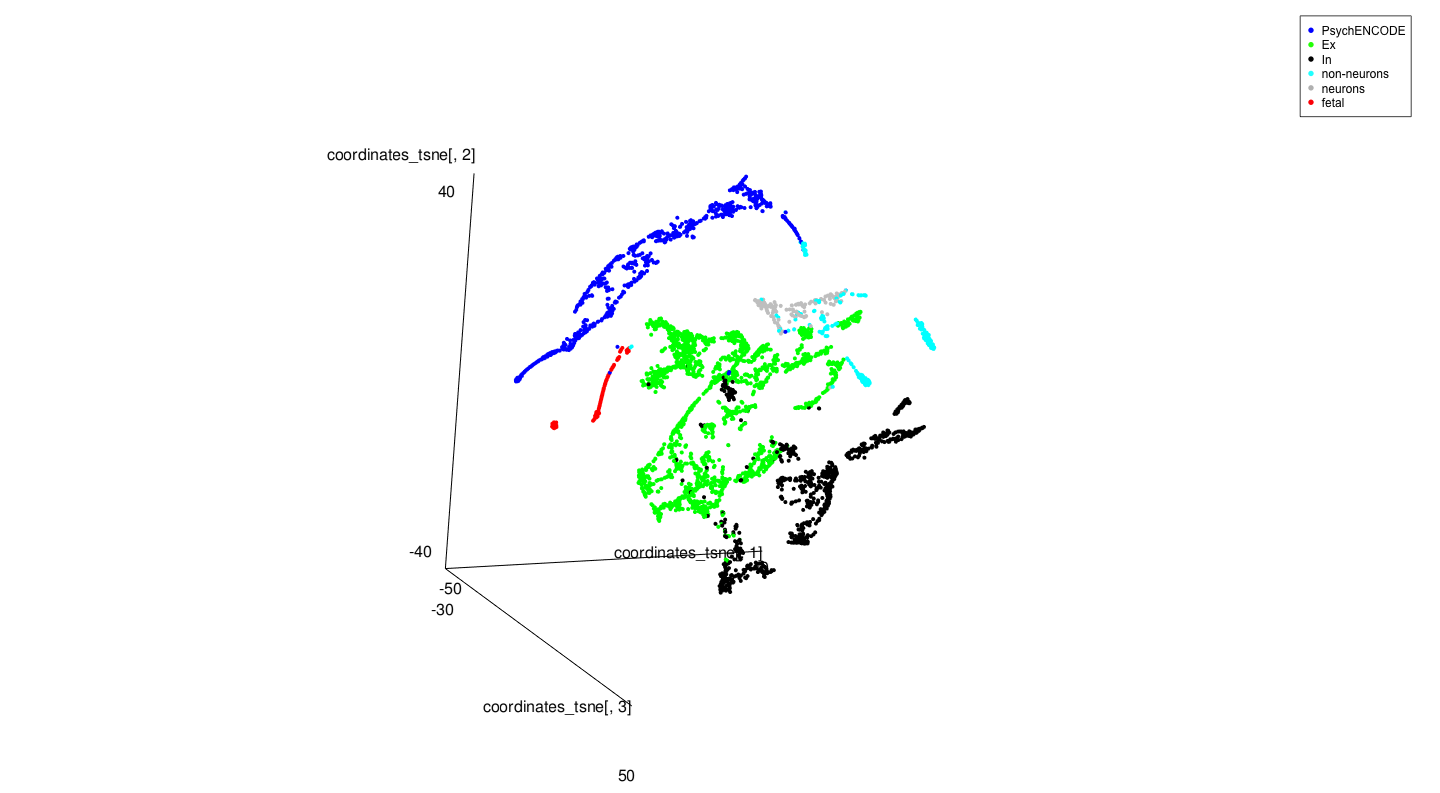 PsychENCODE
Ex
In
non-neurons
neurons
fetal
coordinates_tsne[, 2]
40
-40
coordinates_tsne[, 1]
-50
-30
coordinates_tsne[, 3]
50